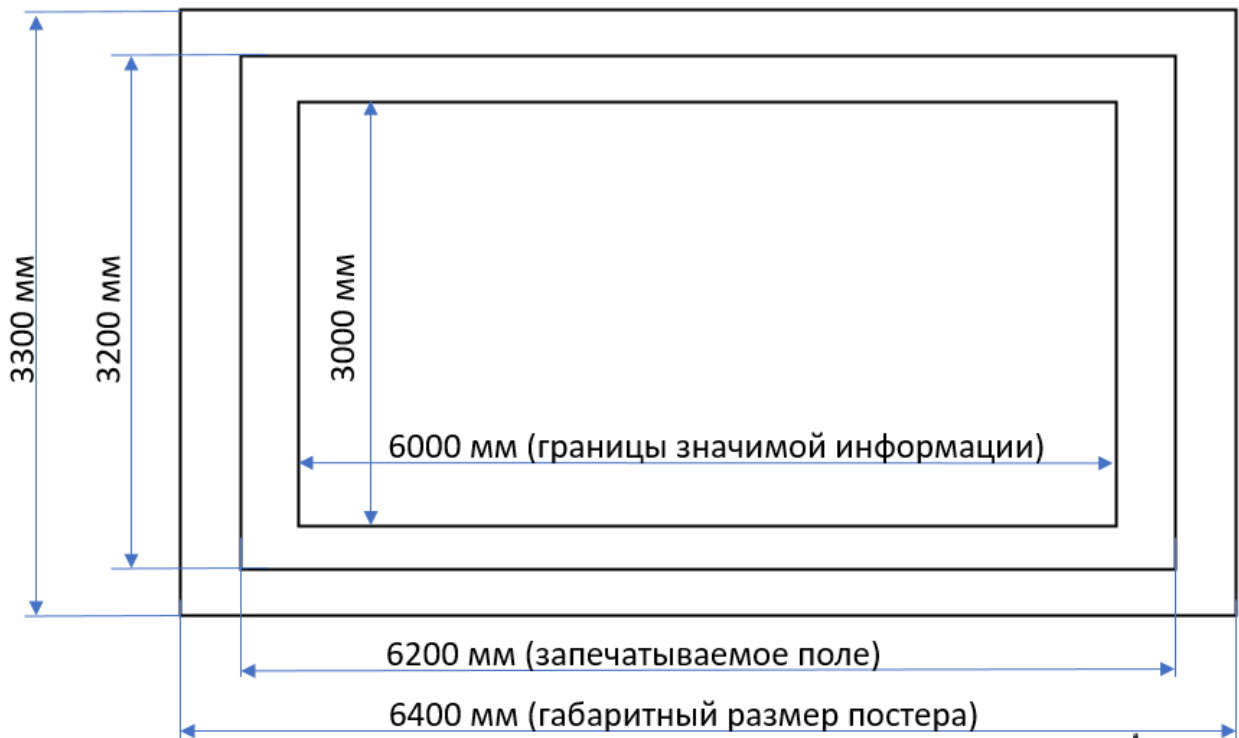 3300 мм
3200 мм
3000 мм
6000 мм (границы значимой информации)
6200 мм (запечатываемое поле)
6400 мм (габаритный размер постера)